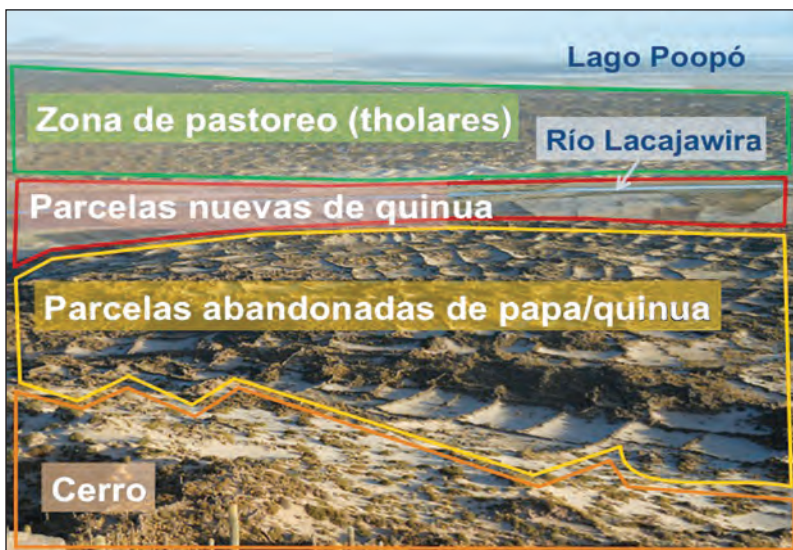 Lago Poopó
Zona de pastoreo (tholares)
Río Lacajawira
Parcelas nuevas de quinua
Parcelas abandonadas de papa/quinua
Cerro